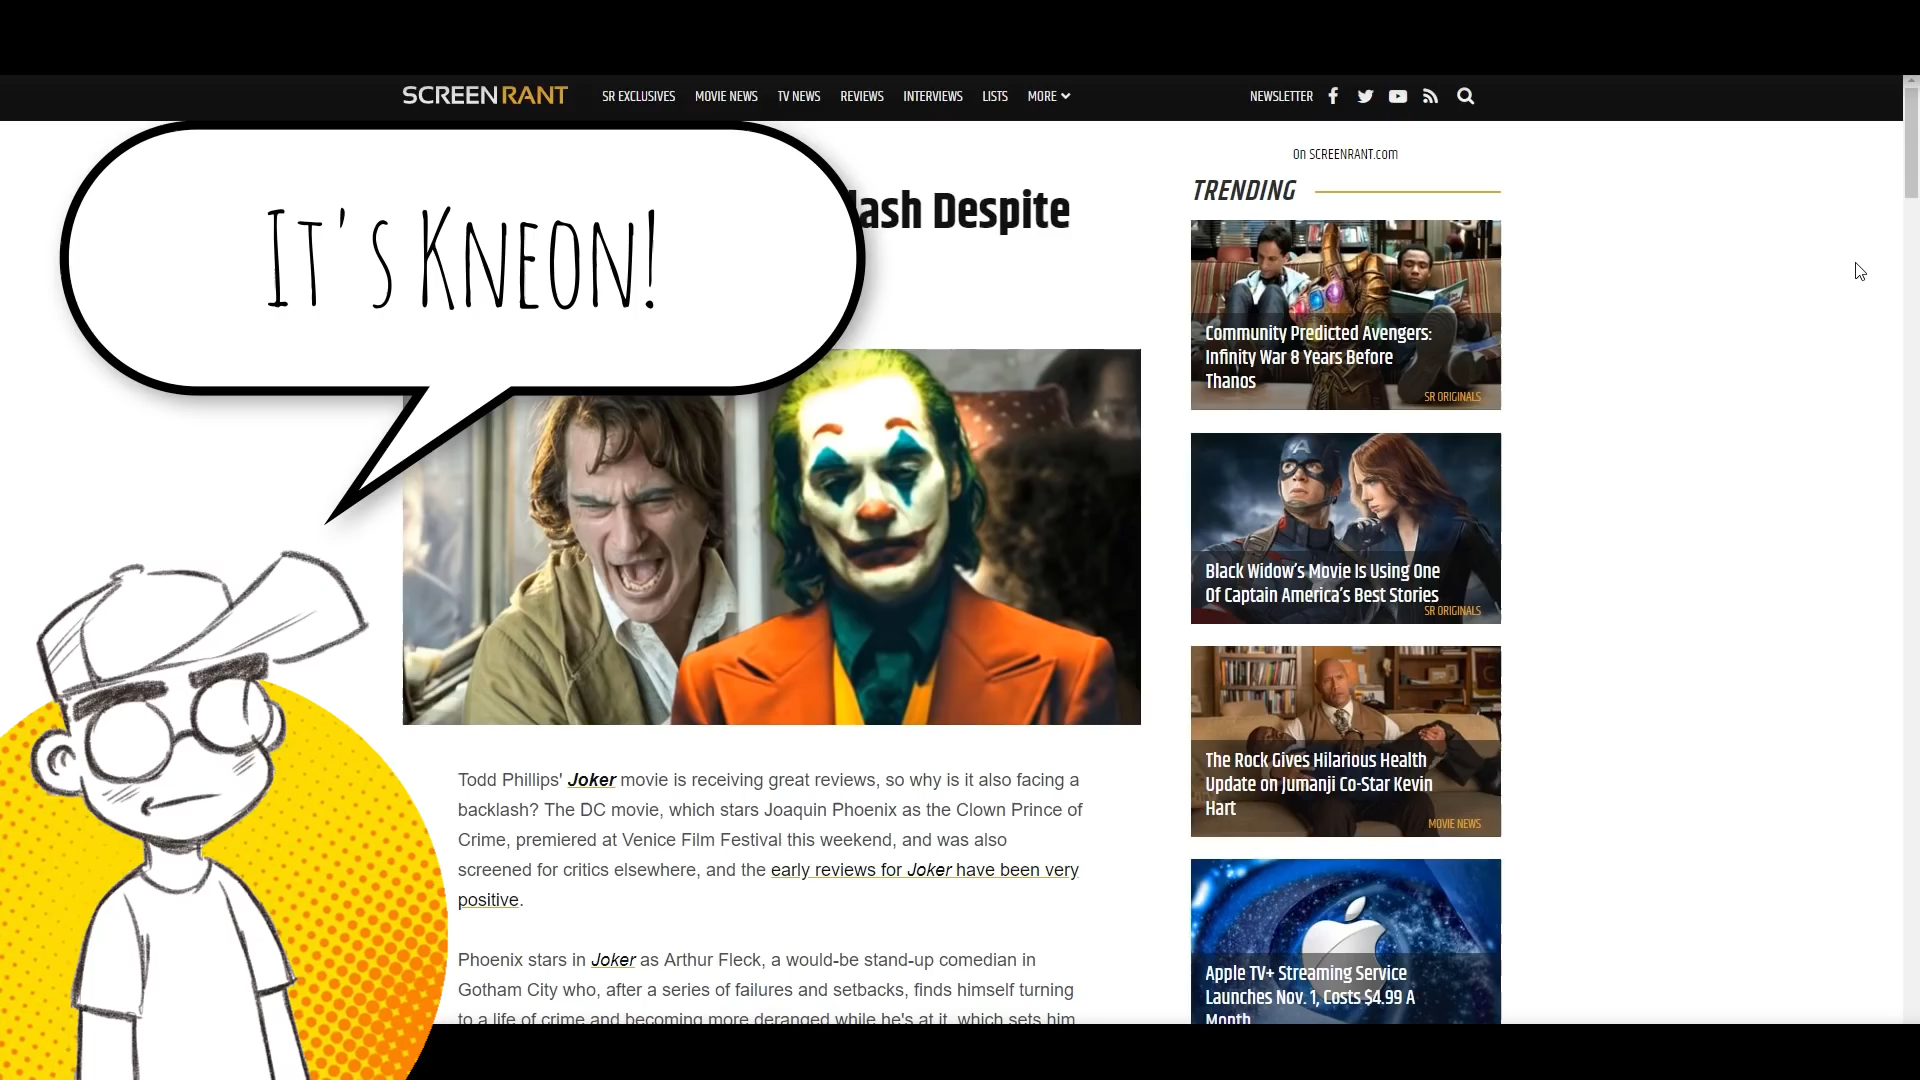 SCREENRANT
SR EXCLUSIVES MOVIE NEWS TV NEWS REVIEWS INTERVIEWS LISTS MORE
NEWSLETTER
It's Kneon!
lash Despite
Todd Phillips' Joker movie is receiving great reviews, so why is it also facing a
backlash? The DC movie, which stars Joaquin Phoenix as the Clown Prince of
Crime, premiered at Venice Film Festival this weekend, and was also
screened for critics elsewhere, and the early reviews for Joker have been very
positive.
Phoenix stars in Joker as Arthur Fleck, a would-be stand-up comedian in
Gotham City who, after a series of failures and setbacks, finds himself turning
to a life of crime and becoming more deranged while he's at it, which sets him
On SCREENRANT.com
TRENDING
Community Predicted Avengers:
Infinity War 8 Years Before
Thanos
SR ORIGINALS
Black Widow's Movie Is Using One
Of Captain America's Best Stories
SR ORIGINALS
The Rock Gives Hilarious Health
Update on Jumanji Co-Star Kevin
Hart
MOVIE NEWS
Apple TV+ Streaming Service
Launches Nov. 1, Costs $4.99 A
Month